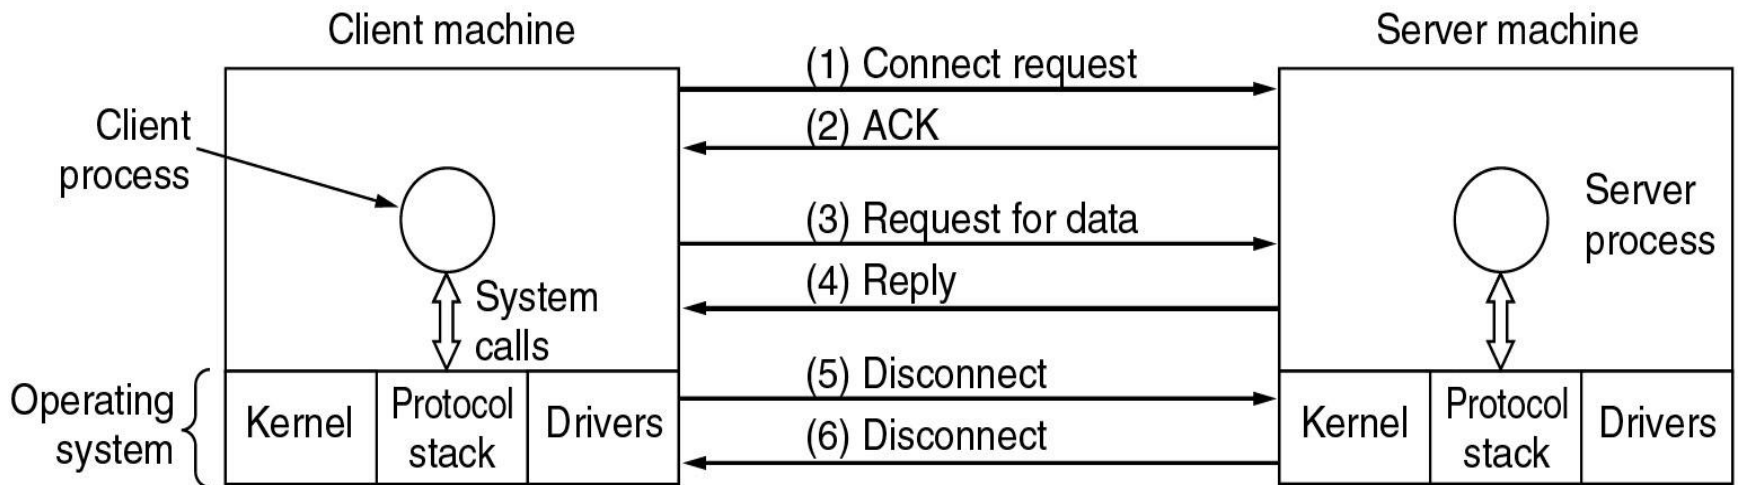 Client machine
Server machine
(1) Connect request
(2) ACK
Client
process
(3) Request for data
Server
process
(4) Reply
System
calls
(5) Disconnect
(6) Disconnect
Operating
system
Kernel
Protocol
stack
Drivers
Kernel
Protocol
stack
Drivers